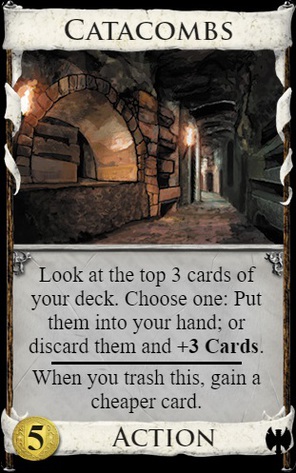 CATACOMBS
Look at the top 3 cards of
your deck. Choose one: Put
them into your hand; or
discard them and +3 Cards.
When you trash this, gain a
cheaper card.
5
ACTION